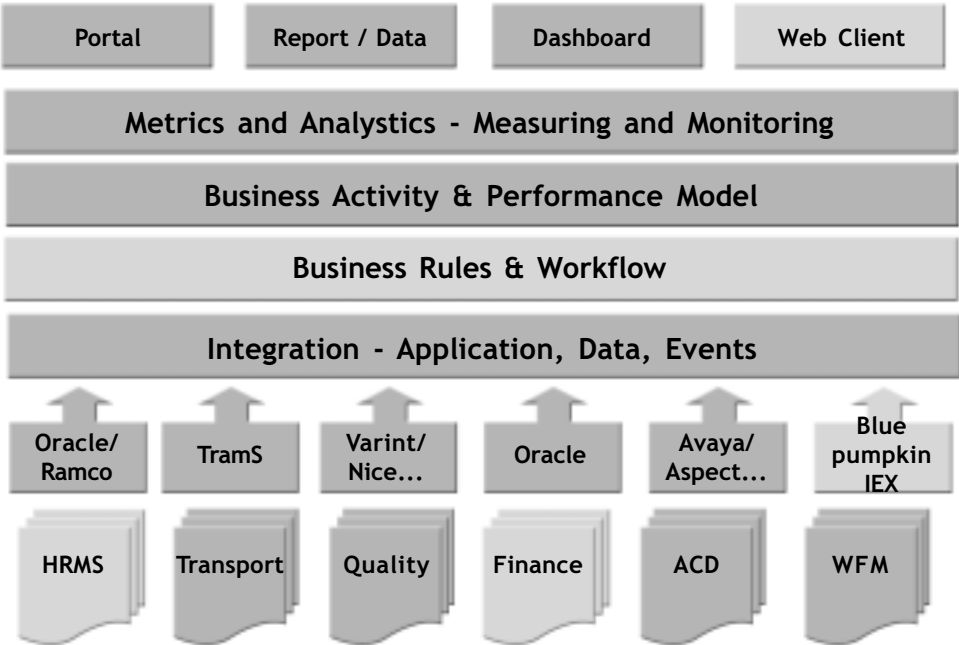 Portal
Report / Data
Dashboard
Web Client
Metrics and Analystics - Measuring and Monitoring
Business Activity & Performance Model
Business Rules & Workflow
Integration - Application, Data, Events
Oracle/
Ramco
TramS
Varint/
Nice...
Oracle
Avaya/
Aspect...
Blue
pumpkin
IEX
HRMS
Transport
Quality
Finance
ACD
WFM